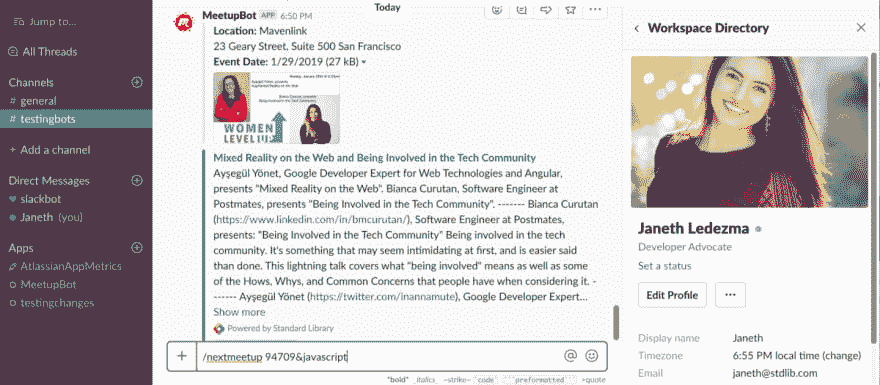 Jump to...
All Threads
Channels
# general
# testingbots
+ Add a channel
Direct Messages
slackbot
Janeth (you)
Apps
AtlassianAppMetrics
MeetupBot
testingchanges
Today
MeetupBot APP 6:50 PM
Location: Mavenlink
23 Geary Street, Suite 500 San Francisco
Event Date: 1/29/2019 (27 kB)
WOMEN
LEVEL
Mixed Reality on the Web and Being Involved in the Tech Community
Ayşegül Yönet, Google Developer Expert for Web Technologies and Angular,
presents "Mixed Reality on the Web". Bianca Curutan, Software Engineer at
Postmates, presents "Being Involved in the Tech Community". ------- Bianca Curutan
(https://www.linkedin.com/in/bmcurutan/), Software Engineer at Postmates,
presents: "Being Involved in the Tech Community" Being involved in the tech
community. It's something that may seem intimidating at first, and is easier said
than done. This lightning talk covers what "being involved" means as well as some
of the Hows, Whys, and Common Concerns that people have when considering it. -
------ Ayşegül Yönet (https://twitter.com/inannamute), Google Developer Expert...
Show more
Powered by Standard Library
/nextmeetup 94709&javascript
*bold* _italics_ ~strike~ `code` ```preformatted``` >quote
Workspace Directory
Janeth Ledezma
Developer Advocate
Set a status
Edit Profile
...
Display name Janeth
Timezone 6:55 PM local time (change)
Email janeth@stdlib.com